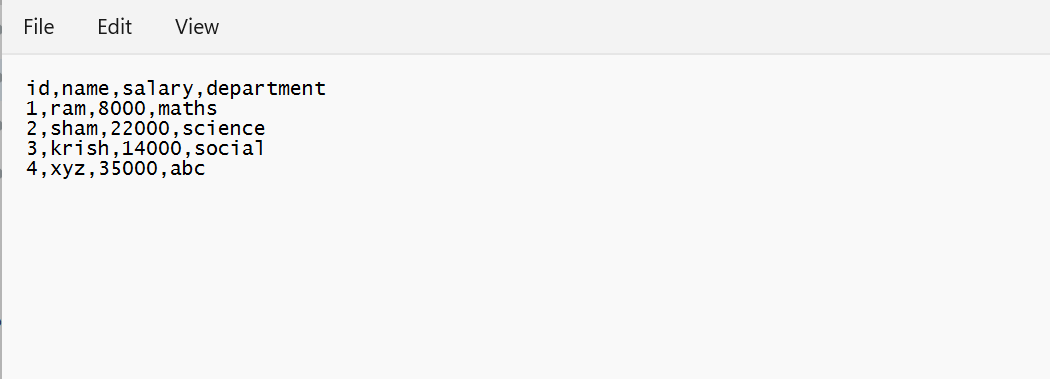 File Edit View
id,name,salary,department
1,ram,8000,maths
2,sham,22000,science
3,krish,14000,social
4,xyz,35000,abc